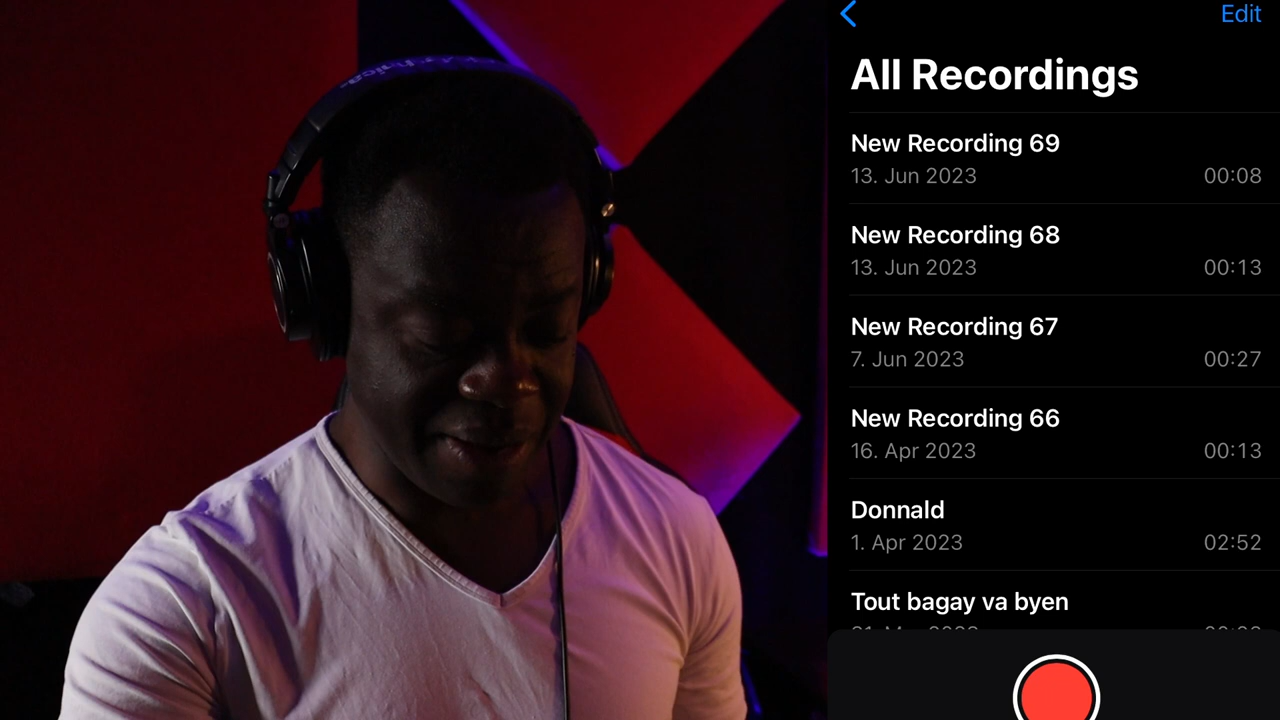 Edit
All Recordings
New Recording 69
13. Jun 2023 00:08
New Recording 68
13. Jun 2023 00:13
New Recording 67
7. Jun 2023 00:27
New Recording 66
16. Apr 2023 00:13
Donnald
1. Apr 2023 02:52
Tout bagay va byen